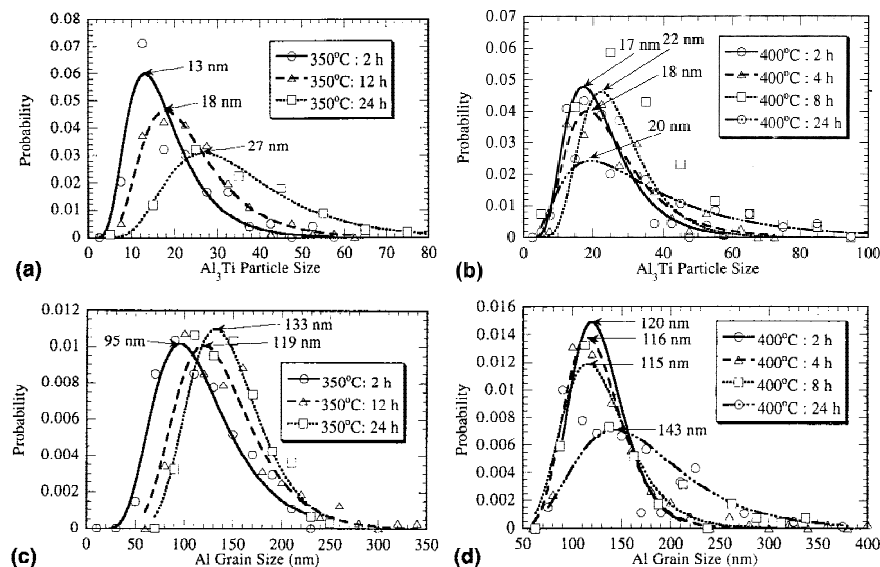 0.08
0.07
0.06
0.05
0.04
0.03
0.02
0.01
0
Probability
13 nm
18 nm
27 nm
350°C : 2 h
350°C : 12 h
350°C : 24 h
0 10 20 30 40 50 60 70 80
(a) Al3Ti Particle Size
0.07
0.06
0.05
0.04
0.03
0.02
0.01
0
Probability
17 nm
22 nm
18 nm
20 nm
400°C : 2 h
400°C : 4 h
400°C : 8 h
400°C : 24 h
0 20 40 60 80 100
(b) Al3Ti Particle Size
0.012
0.01
0.008
0.006
0.004
0.002
0
Probability
133 nm
95 nm
119 nm
350°C: 2 h
350°C: 12 h
350°C: 24 h
0 50 100 150 200 250 300 350
(c) Al Grain Size (nm)
0.016
0.014
0.012
0.01
0.008
0.006
0.004
0.002
0
Probability
120 nm
116 nm
115 nm
143 nm
400°C : 2 h
400°C : 4 h
400°C : 8 h
400°C : 24 h
50 100 150 200 250 300 350 400
(d) Al Grain Size (nm)